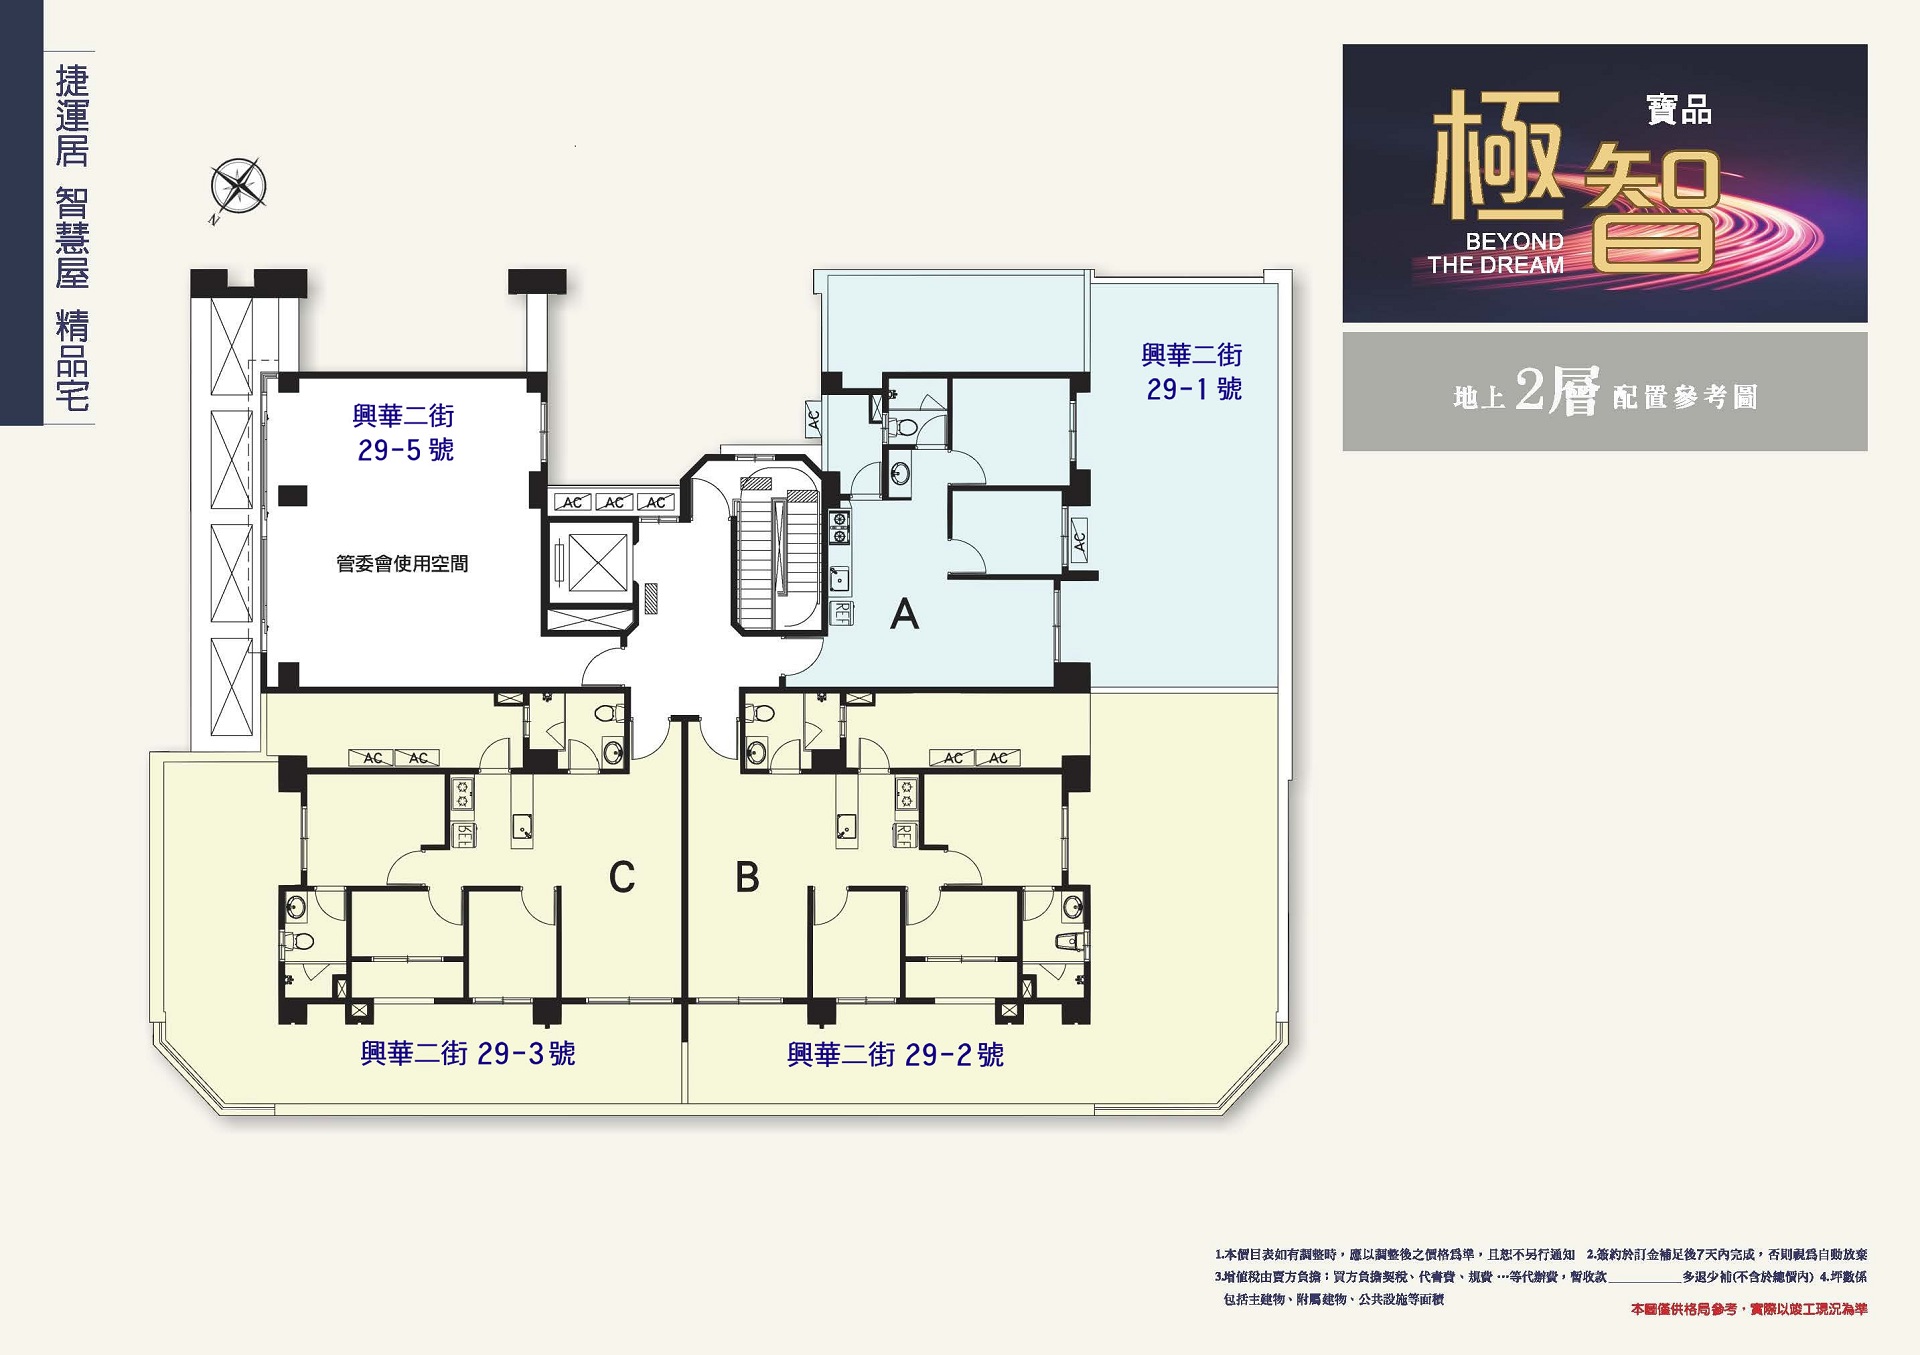 捷運居 智慧屋 精品宅
N
寶品
極智
BEYOND
THE DREAM
地上2層配置參考圖
興華二街
29-1號
興華二街
29-5號
AC
AC AC AC
AC
管委會使用空間
REF
A
AC AC
AC AC
REF
REF
C
B
興華二街 29-3號
興華二街 29-2號
1.本價目表如有調整時，應以調整後之價格為準，且恕不另行通知 2.簽約於訂金補足後7天內完成，否則視為自動放棄
3.增值稅由賣方負擔；買方負擔契稅、代書費、規費…等代辦費，暫收款__________多退少補(不含於總價內) 4.坪數係
包括主建物、附屬建物、公共設施等面積
本圖僅供格局參考，實際以竣工現況為準